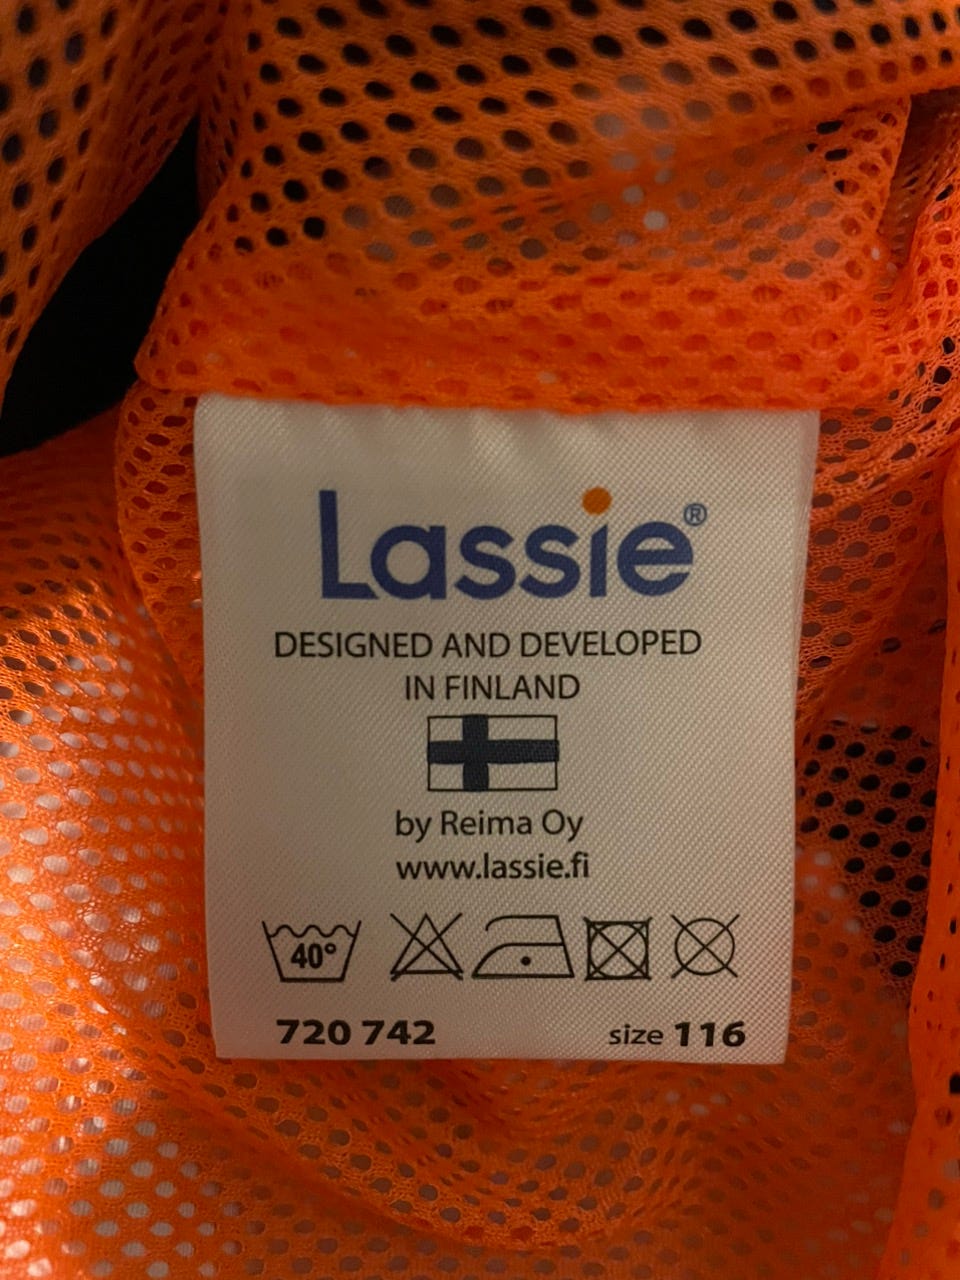 Lassie®
DESIGNED AND DEVELOPED
IN FINLAND
by Reima Oy
www.lassie.fi
40°
720 742 size 116